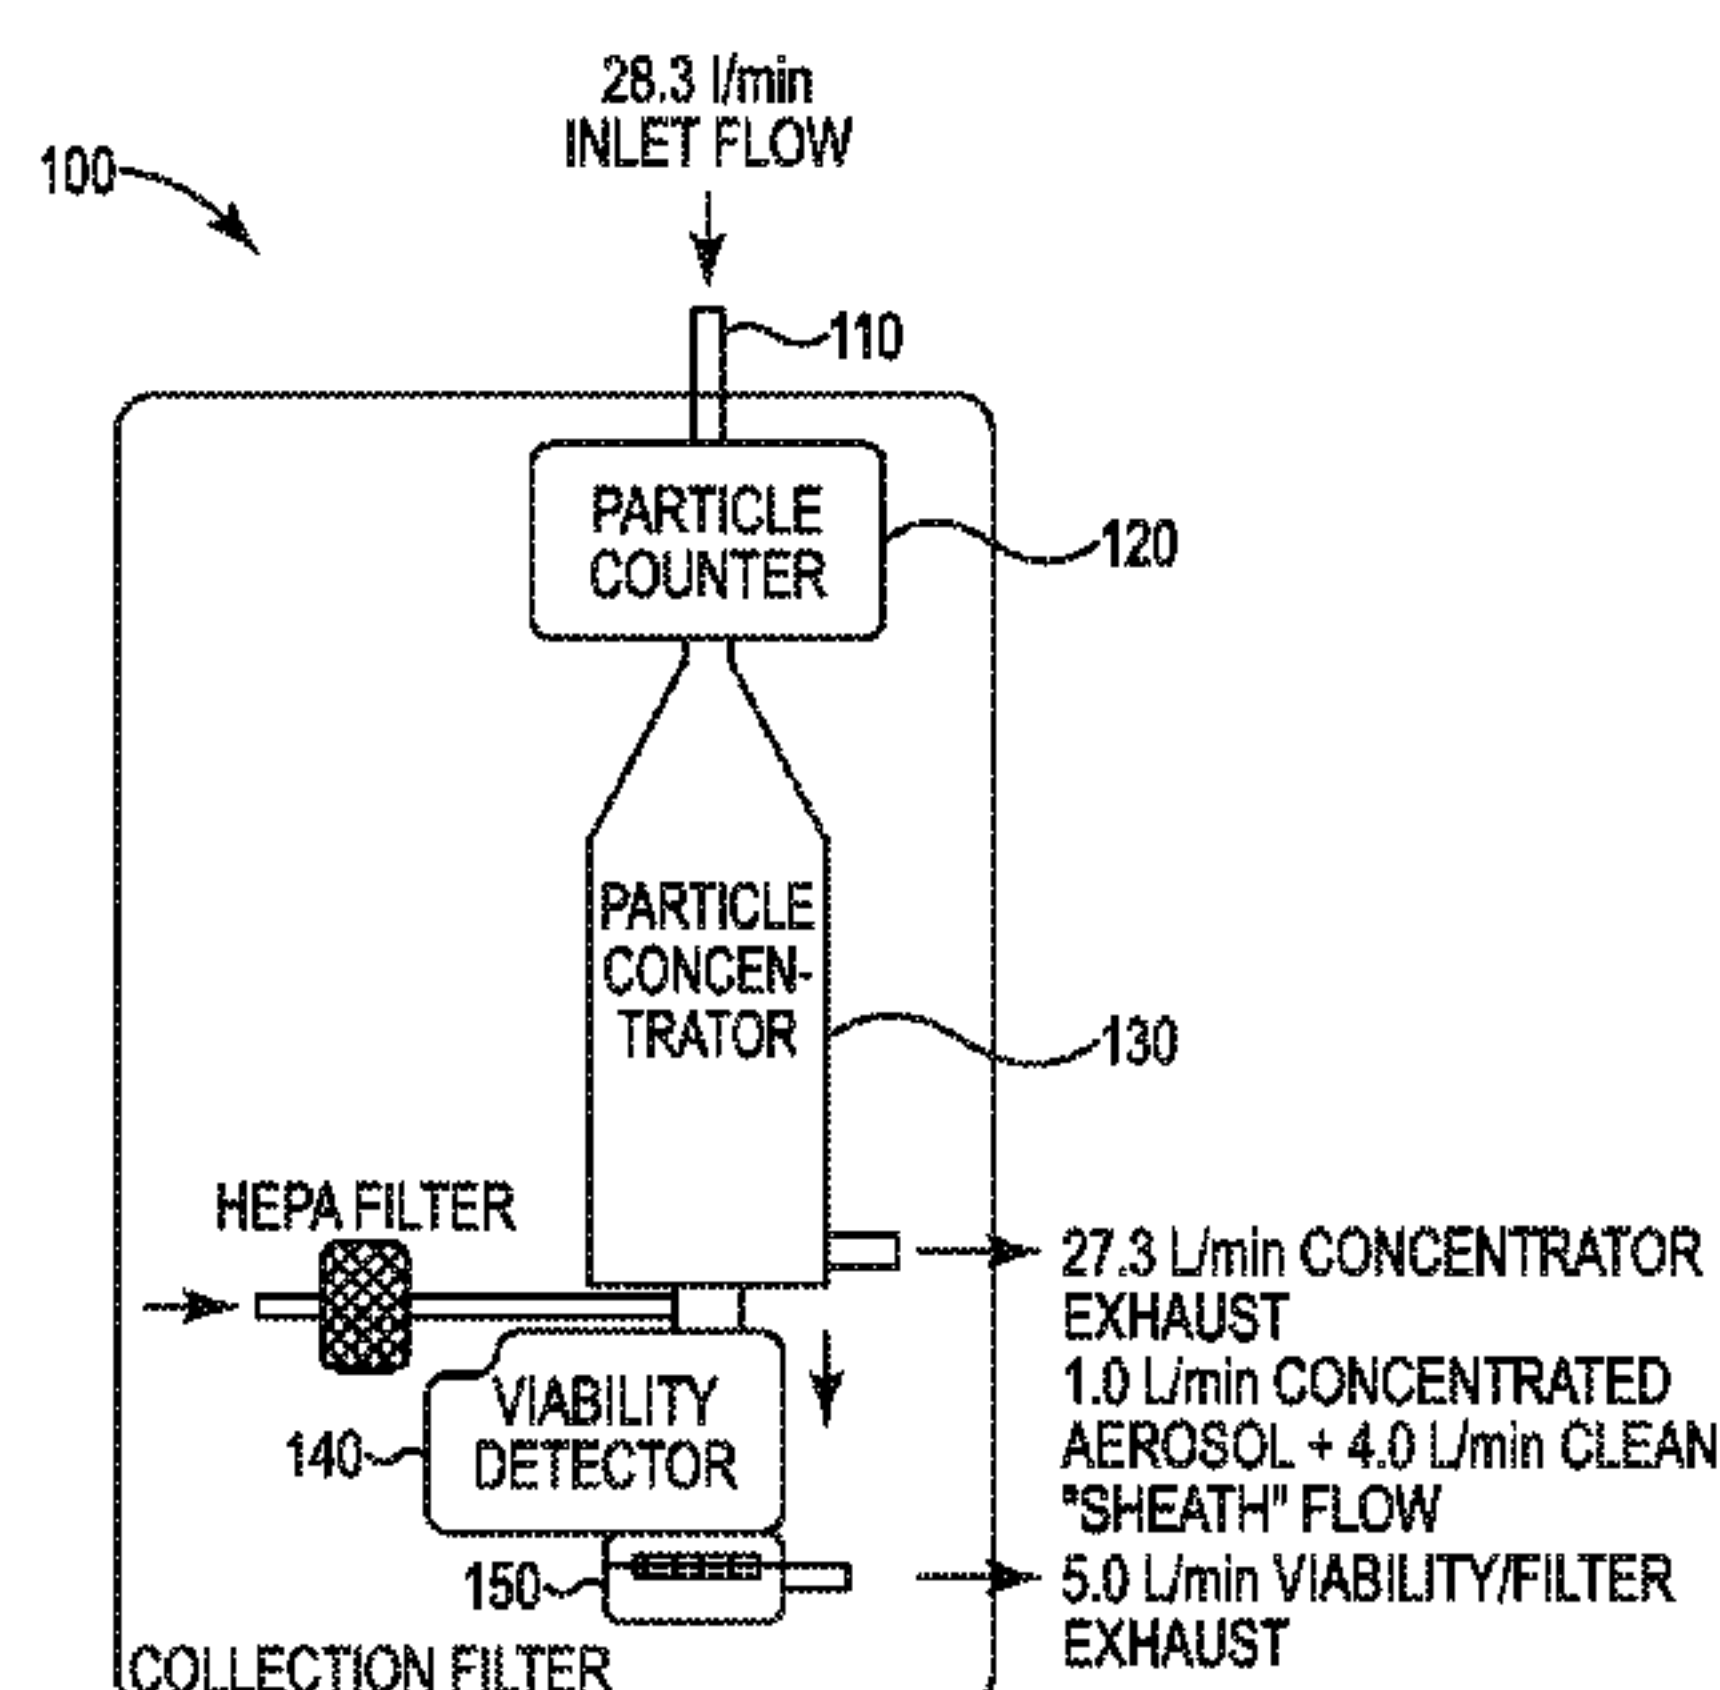 28.3 l/min
INLET FLOW
100
110
PARTICLE
COUNTER
120
PARTICLE
CONCEN-
TRATOR
130
HEPA FILTER
27.3 L/min CONCENTRATOR
EXHAUST
1.0 L/min CONCENTRATED
AEROSOL + 4.0 L/min CLEAN
"SHEATH" FLOW
VIABILITY
DETECTOR
140
150
5.0 L/min VIABILITY/FILTER
EXHAUST
COLLECTION FILTER